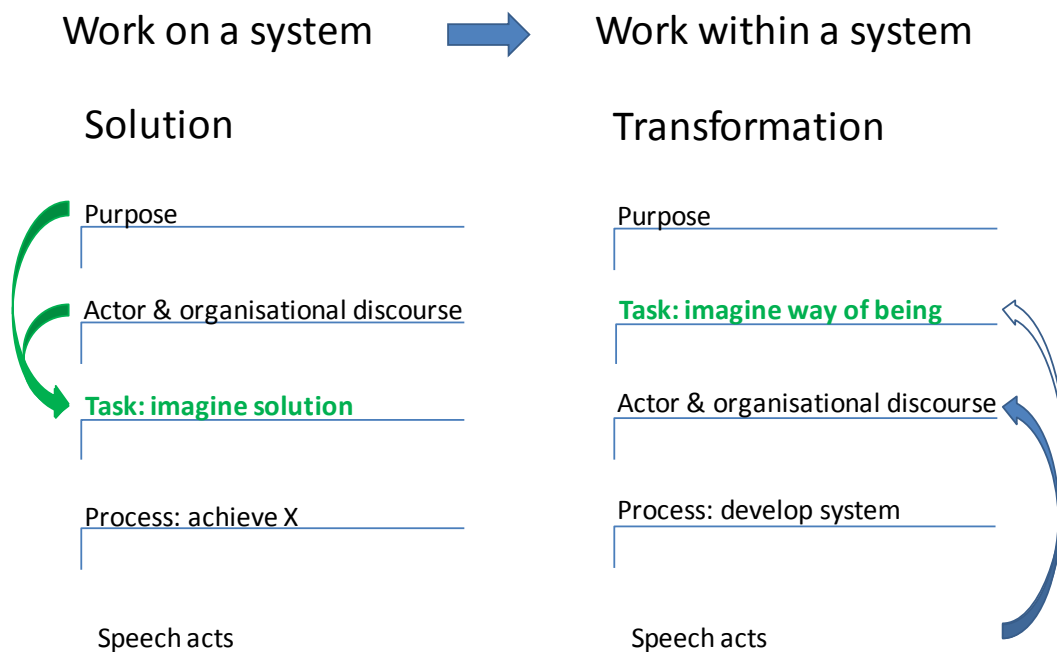 Work on a system
Work within a system
Solution
Transformation
Purpose
Actor & organisational discourse
Task: imagine solution
Process: achieve X
Speech acts
Purpose
Task: imagine way of being
Actor & organisational discourse
Process: develop system
Speech acts